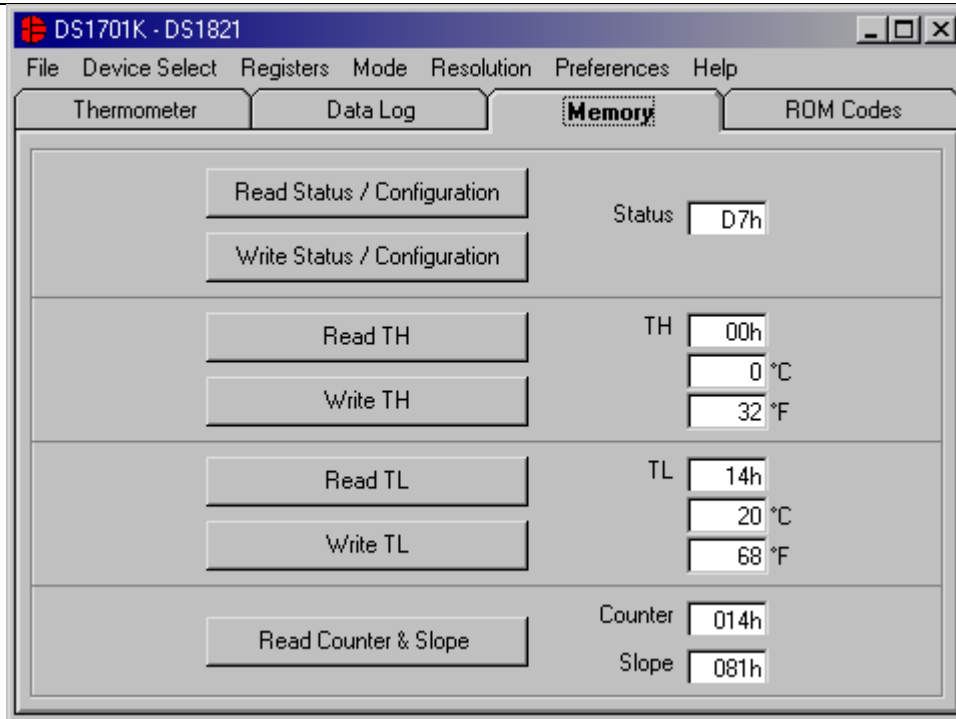 DS1701K - DS1821
File Device Select Registers Mode Resolution Preferences Help
Thermometer Data Log Memory ROM Codes
Read Status / Configuration
Status D7h
Write Status / Configuration
Read TH
TH 00h
0 °C
Write TH
32 °F
Read TL
TL 14h
20 °C
Write TL
68 °F
Counter 014h
Read Counter & Slope
Slope 081h